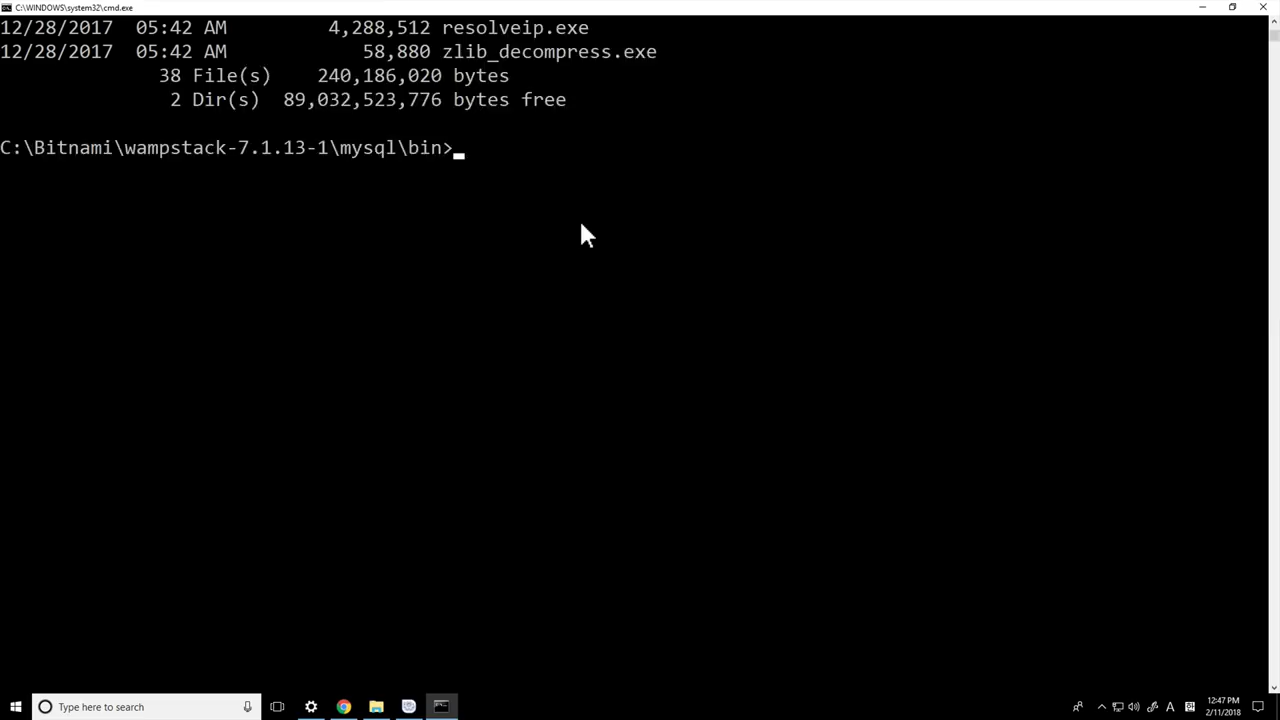 C:\WINDOWS\system32\cmd.exe
12/28/2017  05:42 AM         4,288,512 resolveip.exe
12/28/2017  05:42 AM            58,880 zlib_decompress.exe
              38 File(s)    240,186,020 bytes
               2 Dir(s)  89,032,523,776 bytes free
C:\Bitnami\wampstack-7.1.13-1\mysql\bin>
Type here to search
A
12:47 PM
2/11/2018